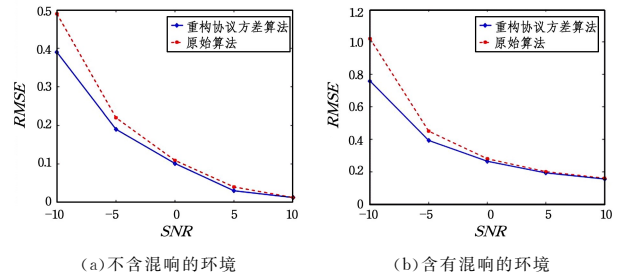 0.5
0.4
0.3
0.2
0.1
0
RMSE
重构协议方差算法
原始算法
-10
-5
0
5
10
SNR
(a)不含混响的环境
1.2
1.0
0.8
0.6
0.4
0.2
0
RMSE
重构协议方差算法
原始算法
-10
-5
0
5
10
SNR
(b)含有混响的环境